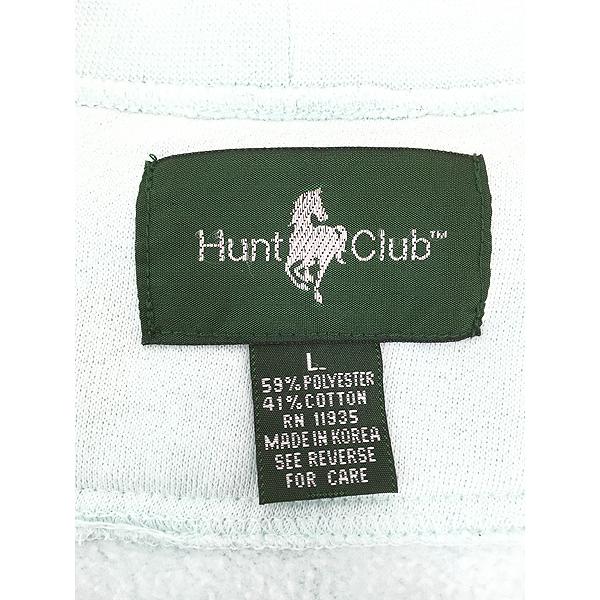 Hunt Club™
L.
59% POLYESTER
41% COTTON
RN 11935
MADE IN KOREA
SEE REVERSE
FOR CARE